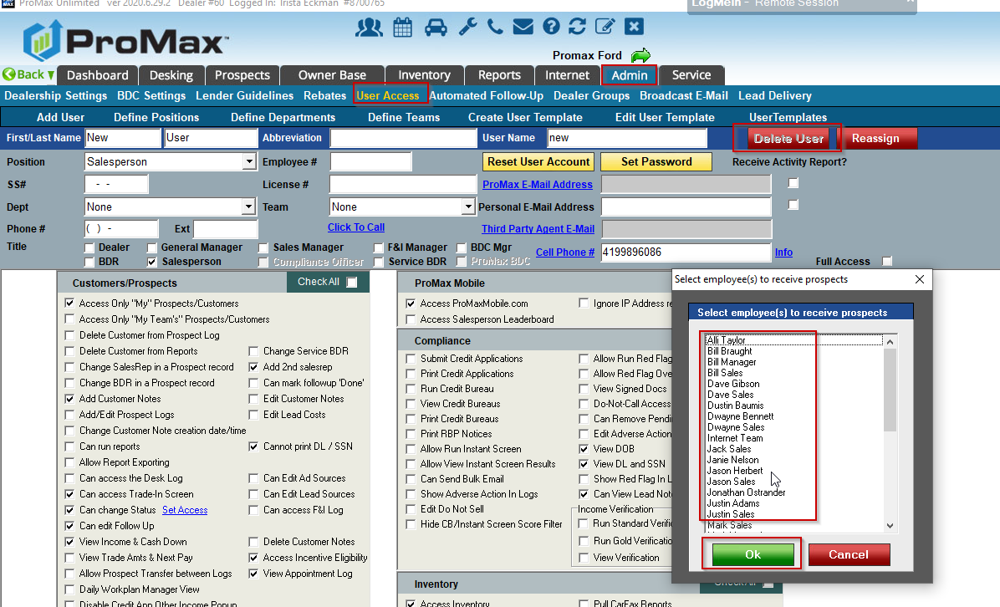 ProMax Unlimited ver 2020.6.29.2 Dealer #60 Logged In: Trista Eckman #8700765
LogMeIn - Remote Session
ProMax
Promax Ford
Back Dashboard Desking Prospects Owner Base Inventory Reports Internet Admin Service
Dealership Settings BDC Settings Lender Guidelines Rebates User Access Automated Follow-Up Dealer Groups Broadcast E-Mail Lead Delivery
Add User Define Positions Define Departments Define Teams Create User Template Edit User Template UserTemplates
First/Last Name New User Abbreviation User Name new Delete User Reassign
Position Salesperson Employee # Reset User Account Set Password Receive Activity Report?
SS# - - License # ProMax E-Mail Address
Dept None Team None Personal E-Mail Address
Phone # ( ) - Ext Click To Call Third Party Agent E-Mail
Title Dealer General Manager Sales Manager F&I Manager BDC Mgr Cell Phone # 4199896086 Info
BDR Salesperson Compliance Officer Service BDR ProMax BDC Full Access
Customers/Prospects Check All
Access Only "My" Prospects/Customers
Access Only "My Team's" Prospects/Customers
Delete Customer from Prospect Log
Delete Customer from Reports Change Service BDR
Change SalesRep in a Prospect record Add 2nd salesrep
Change BDR in a Prospect record Can mark followup 'Done'
Add Customer Notes Edit Customer Notes
Add/Edit Prospect Logs Edit Lead Costs
Change Customer Note creation date/time
Can run reports Cannot print DL / SSN
Allow Report Exporting
Can access the Desk Log Can Edit Ad Sources
Can access Trade-In Screen Can Edit Lead Sources
Can change Status Set Access Can access F&I Log
Can edit Follow Up
View Income & Cash Down Delete Customer Notes
View Trade Amts & Next Pay Access Incentive Eligibility
Allow Prospect Transfer between Logs View Appointment Log
Daily Workplan Manager View
Disable Credit App Other Income Popup
ProMax Mobile
Access ProMaxMobile.com Ignore IP Address re
Access Salesperson Leaderboard
Compliance
Submit Credit Applications Allow Run Red Flag
Print Credit Applications Allow Red Flag Ove
Run Credit Bureau View Signed Docs
View Credit Bureaus Do-Not-Call Access
Print Credit Bureaus Can Remove Pendi
Print RBP Notices Edit Adverse Action
Allow Run Instant Screen View DOB
Allow View Instant Screen Results View DL and SSN
Can Send Bulk Email Show Red Flag In L
Show Adverse Action In Logs Can View Lead Not
Edit Do Not Sell Income Verification
Hide CB/Instant Screen Score Filter Run Standard Verific
Run Gold Verificatio
View Verification
Inventory Check All
Access Inventory Pull CarFax Reports
Select employee(s) to receive prospects
Select employee(s) to receive prospects
Alli Taylor
Bill Braught
Bill Manager
Bill Sales
Dave Gibson
Dave Sales
Dustin Baumis
Dwayne Bennett
Dwayne Sales
Internet Team
Jack Sales
Janie Nelson
Jason Herbert
Jason Sales
Jonathan Ostrander
Justin Adams
Justin Sales
Mark Sales
Ok Cancel